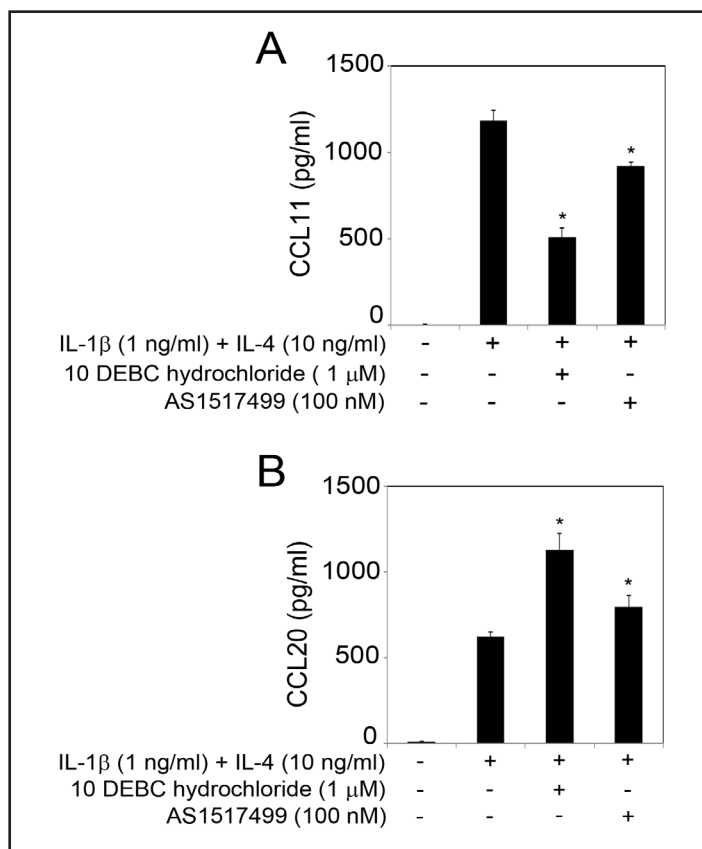 A
1500
1000
500
0
CCL11 (pg/ml)
* *
IL-1β (1 ng/ml) + IL-4 (10 ng/ml) - + + +
10 DEBC hydrochloride ( 1 μM) - - + -
AS1517499 (100 nM) - - - +
B
1500
1000
500
0
CCL20 (pg/ml)
* *
IL-1β (1 ng/ml) + IL-4 (10 ng/ml) - + + +
10 DEBC hydrochloride (1 μM) - - + -
AS1517499 (100 nM) - - - +